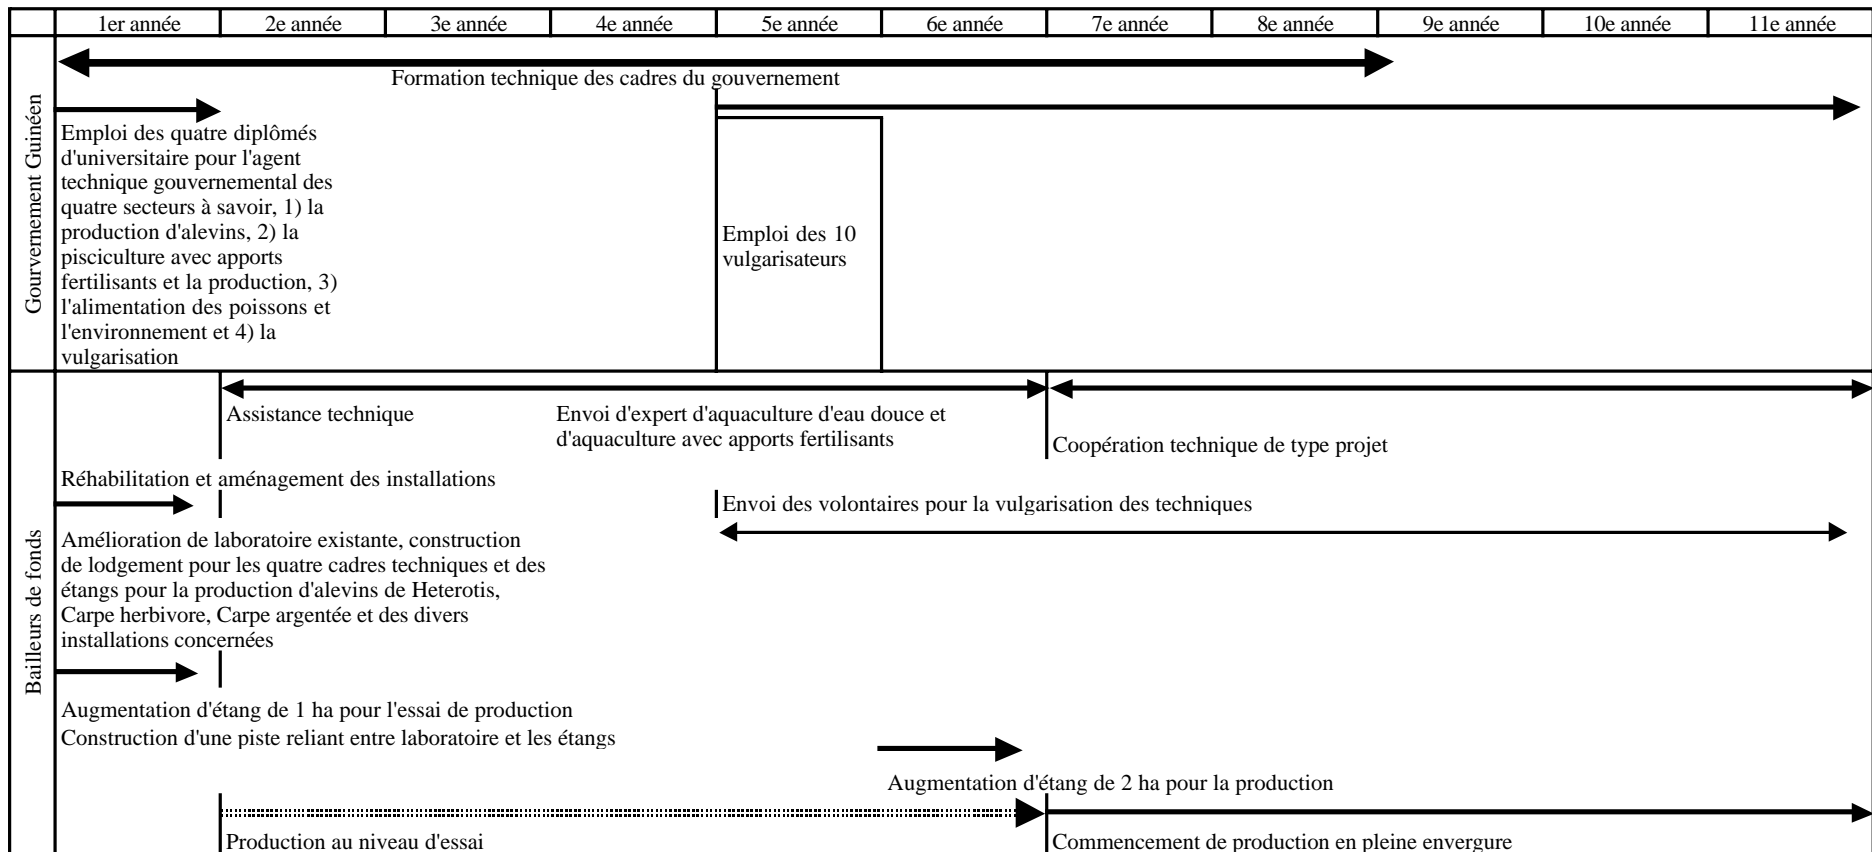 1er année 2e année 3e année 4e année 5e année 6e année 7e année 8e année 9e année 10e année 11e année
Gourvernement Guinéen
Formation technique des cadres du gouvernement
Emploi des quatre diplômés
d'universitaire pour l'agent
technique gouvernemental des
quatre secteurs à savoir, 1) la
production d'alevins, 2) la
pisciculture avec apports
fertilisants et la production, 3)
l'alimentation des poissons et
l'environnement et 4) la
vulgarisation
Emploi des 10
vulgarisateurs
Bailleurs de fonds
Assistance technique
Envoi d'expert d'aquaculture d'eau douce et
d'aquaculture avec apports fertilisants
Coopération technique de type projet
Réhabilitation et aménagement des installations
Envoi des volontaires pour la vulgarisation des techniques
Amélioration de laboratoire existante, construction
de lodgement pour les quatre cadres techniques et des
étangs pour la production d'alevins de Heterotis,
Carpe herbivore, Carpe argentée et des divers
installations concernées
Augmentation d'étang de 1 ha pour l'essai de production
Construction d'une piste reliant entre laboratoire et les étangs
Augmentation d'étang de 2 ha pour la production
Production au niveau d'essai
Commencement de production en pleine envergure